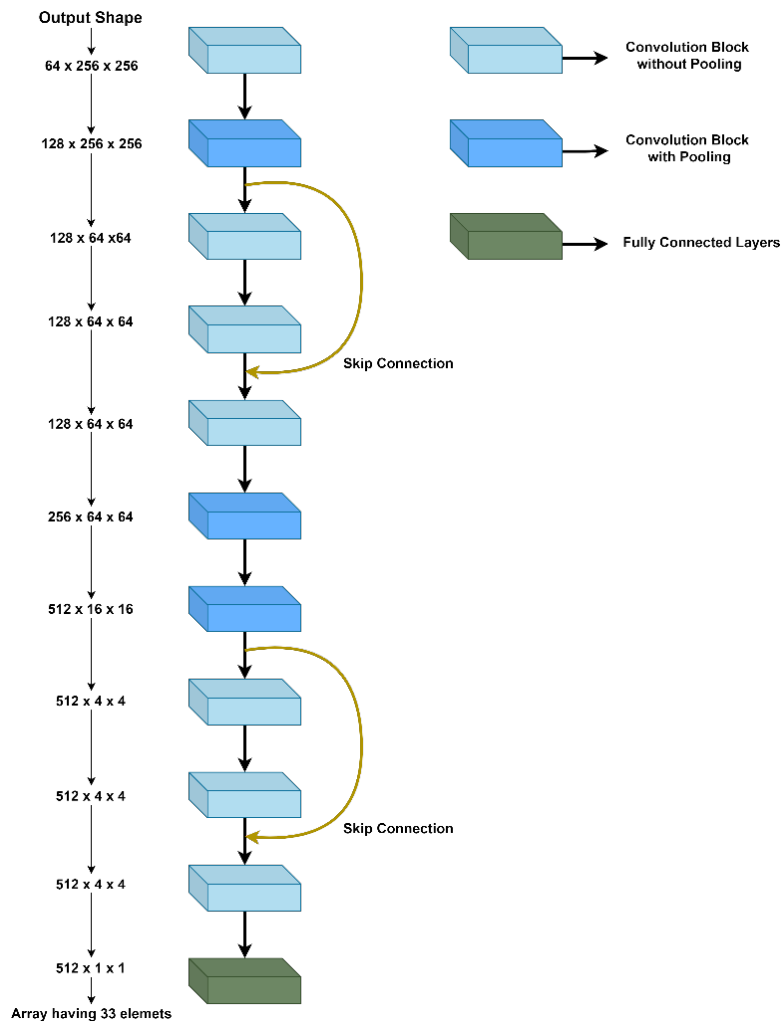 Output Shape
64 x 256 x 256
128 x 256 x 256
128 x 64 x64
128 x 64 x 64
128 x 64 x 64
256 x 64 x 64
512 x 16 x 16
512 x 4 x 4
512 x 4 x 4
512 x 4 x 4
512 x 1 x 1
Array having 33 elemets
Skip Connection
Skip Connection
Convolution Block
without Pooling
Convolution Block
with Pooling
Fully Connected Layers